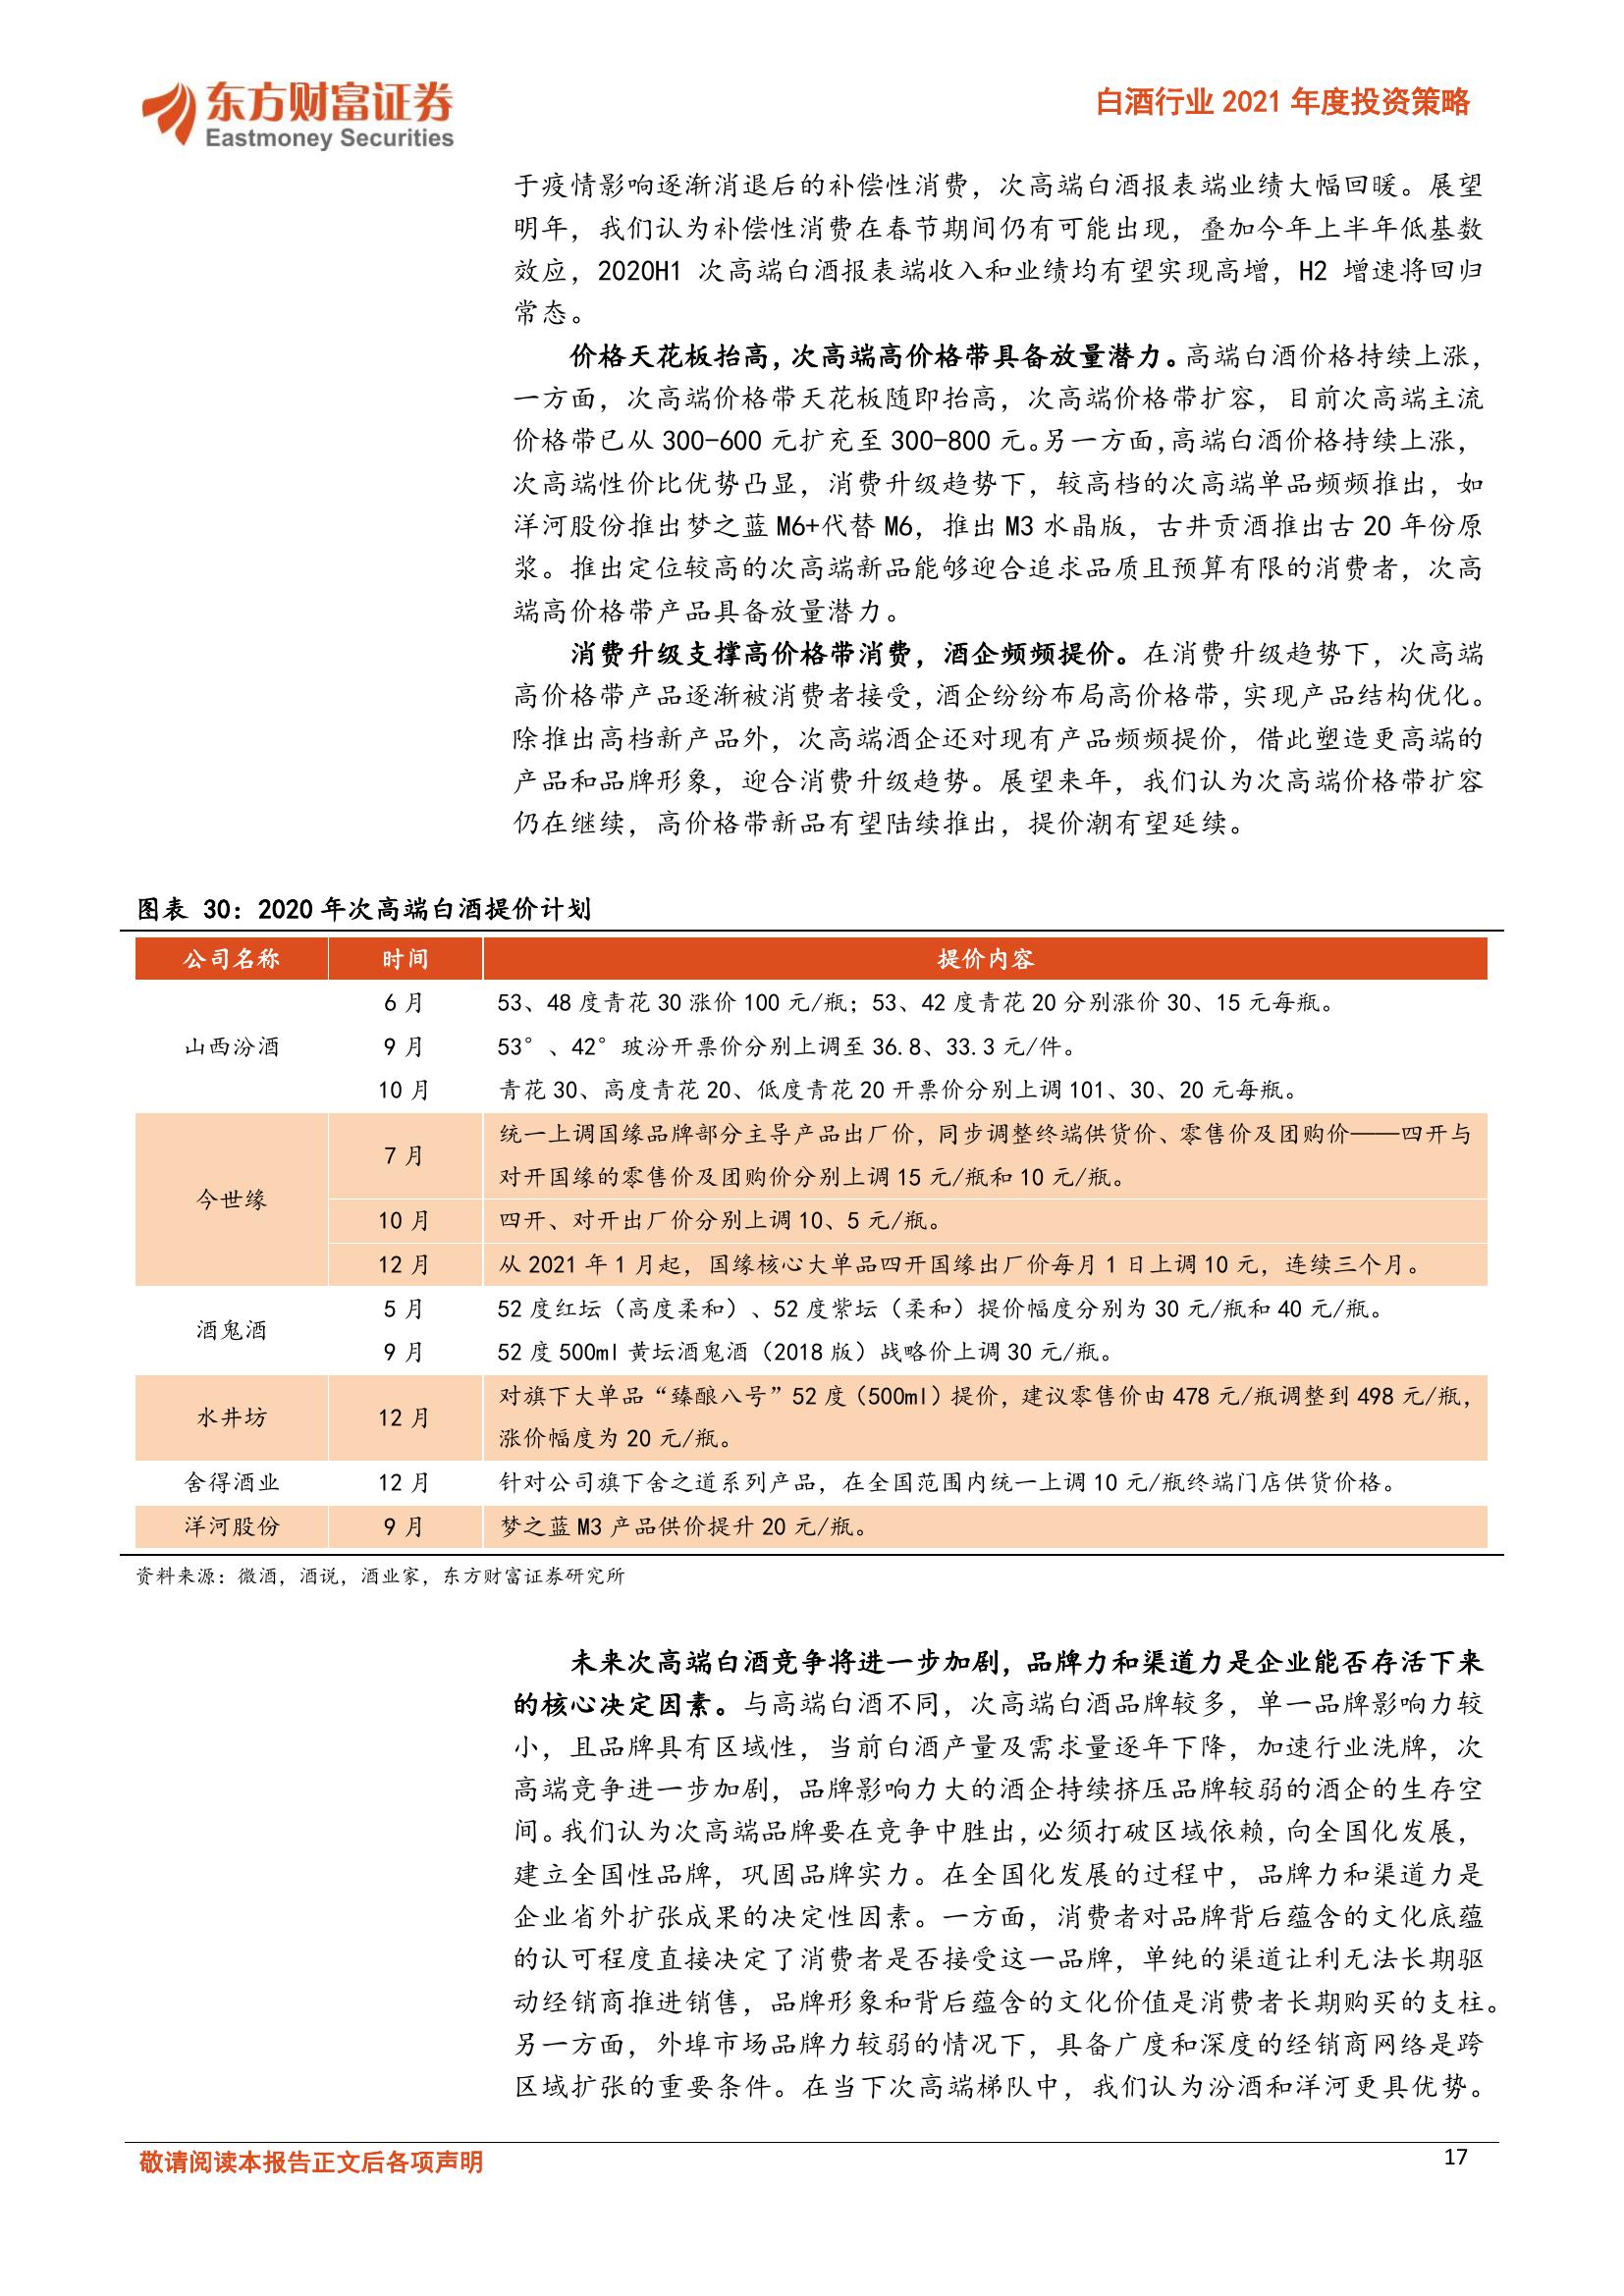 东方财富证券
Eastmoney Securities
白酒行业 2021 年度投资策略
于疫情影响逐渐消退后的补偿性消费，次高端白酒报表端业绩大幅回暖。展望
明年，我们认为补偿性消费在春节期间仍有可能出现，叠加今年上半年低基数
效应，2020H1 次高端白酒报表端收入和业绩均有望实现高增，H2 增速将回归
常态。
价格天花板抬高，次高端高价格带具备放量潜力。高端白酒价格持续上涨，
一方面，次高端价格带天花板随即抬高，次高端价格带扩容，目前次高端主流
价格带已从 300-600 元扩充至 300-800 元。另一方面，高端白酒价格持续上涨，
次高端性价比优势凸显，消费升级趋势下，较高档的次高端单品频频推出，如
洋河股份推出梦之蓝 M6+代替 M6，推出 M3 水晶版，古井贡酒推出古 20 年份原
浆。推出定位较高的次高端新品能够迎合追求品质且预算有限的消费者，次高
端高价格带产品具备放量潜力。
消费升级支撑高价格带消费，酒企频频提价。在消费升级趋势下，次高端
高价格带产品逐渐被消费者接受，酒企纷纷布局高价格带，实现产品结构优化。
除推出高档新产品外，次高端酒企还对现有产品频频提价，借此塑造更高端的
产品和品牌形象，迎合消费升级趋势。展望来年，我们认为次高端价格带扩容
仍在继续，高价格带新品有望陆续推出，提价潮有望延续。
图表 30：2020 年次高端白酒提价计划
公司名称 时间 提价内容
6 月 53、48 度青花 30 涨价 100 元/瓶；53、42 度青花 20 分别涨价 30、15 元每瓶。
山西汾酒 9 月 53°、42°玻汾开票价分别上调至 36.8、33.3 元/件。
10 月 青花 30、高度青花 20、低度青花 20 开票价分别上调 101、30、20 元每瓶。
今世缘
7 月
统一上调国缘品牌部分主导产品出厂价，同步调整终端供货价、零售价及团购价——四开与
对开国缘的零售价及团购价分别上调 15 元/瓶和 10 元/瓶。
10 月 四开、对开出厂价分别上调 10、5 元/瓶。
12 月 从 2021 年 1 月起，国缘核心大单品四开国缘出厂价每月 1 日上调 10 元，连续三个月。
酒鬼酒
5 月 52 度红坛（高度柔和）、52 度紫坛（柔和）提价幅度分别为 30 元/瓶和 40 元/瓶。
9 月 52 度 500ml 黄坛酒鬼酒（2018 版）战略价上调 30 元/瓶。
水井坊 12 月
对旗下大单品“臻酿八号”52 度（500ml）提价，建议零售价由 478 元/瓶调整到 498 元/瓶，
涨价幅度为 20 元/瓶。
舍得酒业 12 月 针对公司旗下舍之道系列产品，在全国范围内统一上调 10 元/瓶终端门店供货价格。
洋河股份 9 月 梦之蓝 M3 产品供价提升 20 元/瓶。
资料来源：微酒，酒说，酒业家，东方财富证券研究所
未来次高端白酒竞争将进一步加剧，品牌力和渠道力是企业能否存活下来
的核心决定因素。与高端白酒不同，次高端白酒品牌较多，单一品牌影响力较
小，且品牌具有区域性，当前白酒产量及需求量逐年下降，加速行业洗牌，次
高端竞争进一步加剧，品牌影响力大的酒企持续挤压品牌较弱的酒企的生存空
间。我们认为次高端品牌要在竞争中胜出，必须打破区域依赖，向全国化发展，
建立全国性品牌，巩固品牌实力。在全国化发展的过程中，品牌力和渠道力是
企业省外扩张成果的决定性因素。一方面，消费者对品牌背后蕴含的文化底蕴
的认可程度直接决定了消费者是否接受这一品牌，单纯的渠道让利无法长期驱
动经销商推进销售，品牌形象和背后蕴含的文化价值是消费者长期购买的支柱。
另一方面，外埠市场品牌力较弱的情况下，具备广度和深度的经销商网络是跨
区域扩张的重要条件。在当下次高端梯队中，我们认为汾酒和洋河更具优势。
敬请阅读本报告正文后各项声明
17